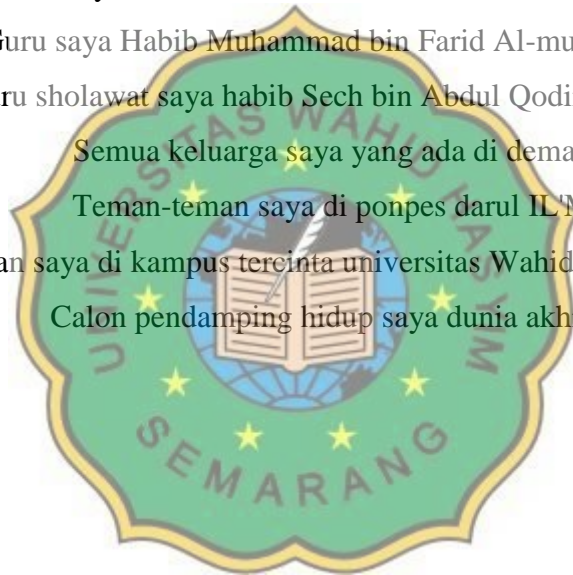 uru saya Habib Muhammad bin Farid Al-mu
ru sholawat saya habib Sech bin Abdul Qodi
Semua keluarga saya yang ada di dema
Teman-teman saya di ponpes darul IL'M
an saya di kampus tercinta universitas Wahid
Calon pendamping hidup saya dunia akh
UNIVERSITAS WAHID HASYIM
SEMARANG